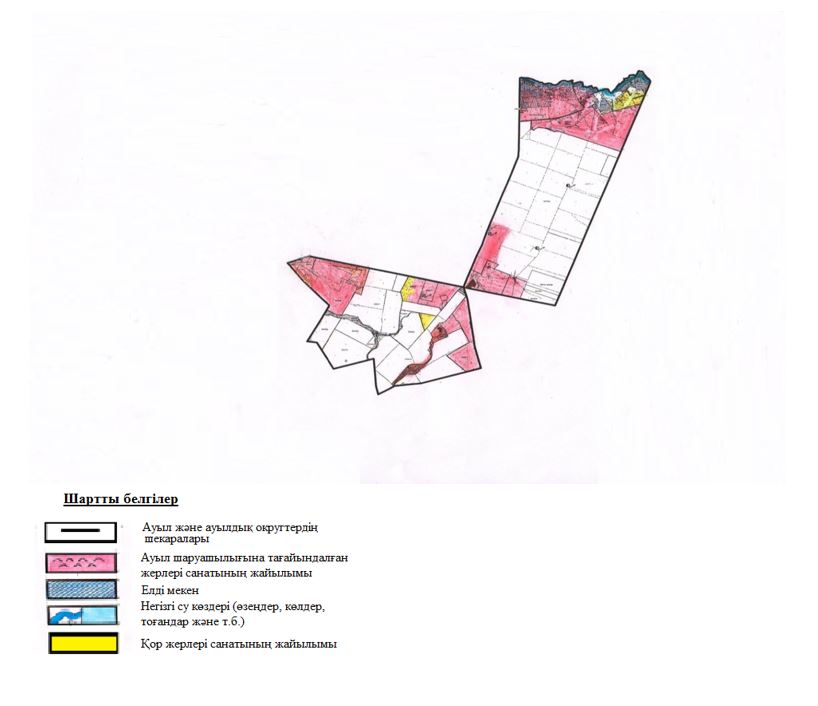 Шартты белгілер
Ауыл және ауылдық округтердің
шекаралары
Ауыл шаруашылығына тағайындалған
жерлері санатының жайылымы
Елді мекен
Негізгі су көздері (өзендер, көлдер,
тоғандар және т.б.)
Қор жерлері санатының жайылымы